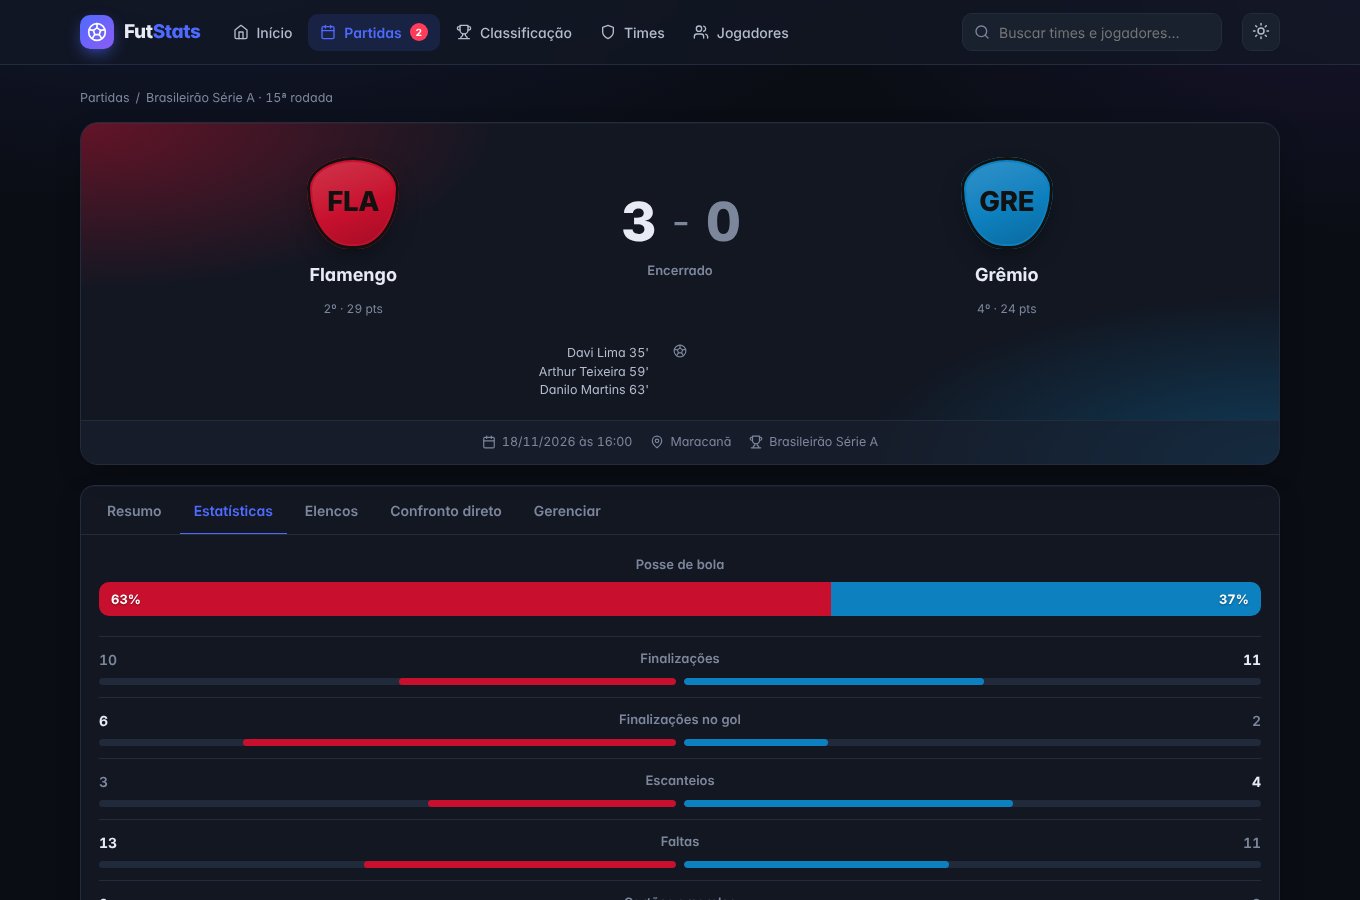 FutStats
Início
Partidas 2
Classificação
Times
Jogadores
Buscar times e jogadores...
Partidas / Brasileirão Série A · 15ª rodada
FLA
GRE
3 - 0
Encerrado
Flamengo
Grêmio
2º · 29 pts
4º · 24 pts
Davi Lima 35'
Arthur Teixeira 59'
Danilo Martins 63'
18/11/2026 às 16:00 Maracanã Brasileirão Série A
Resumo Estatísticas Elencos Confronto direto Gerenciar
Posse de bola
63% 37%
10 Finalizações 11
6 Finalizações no gol 2
3 Escanteios 4
13 Faltas 11